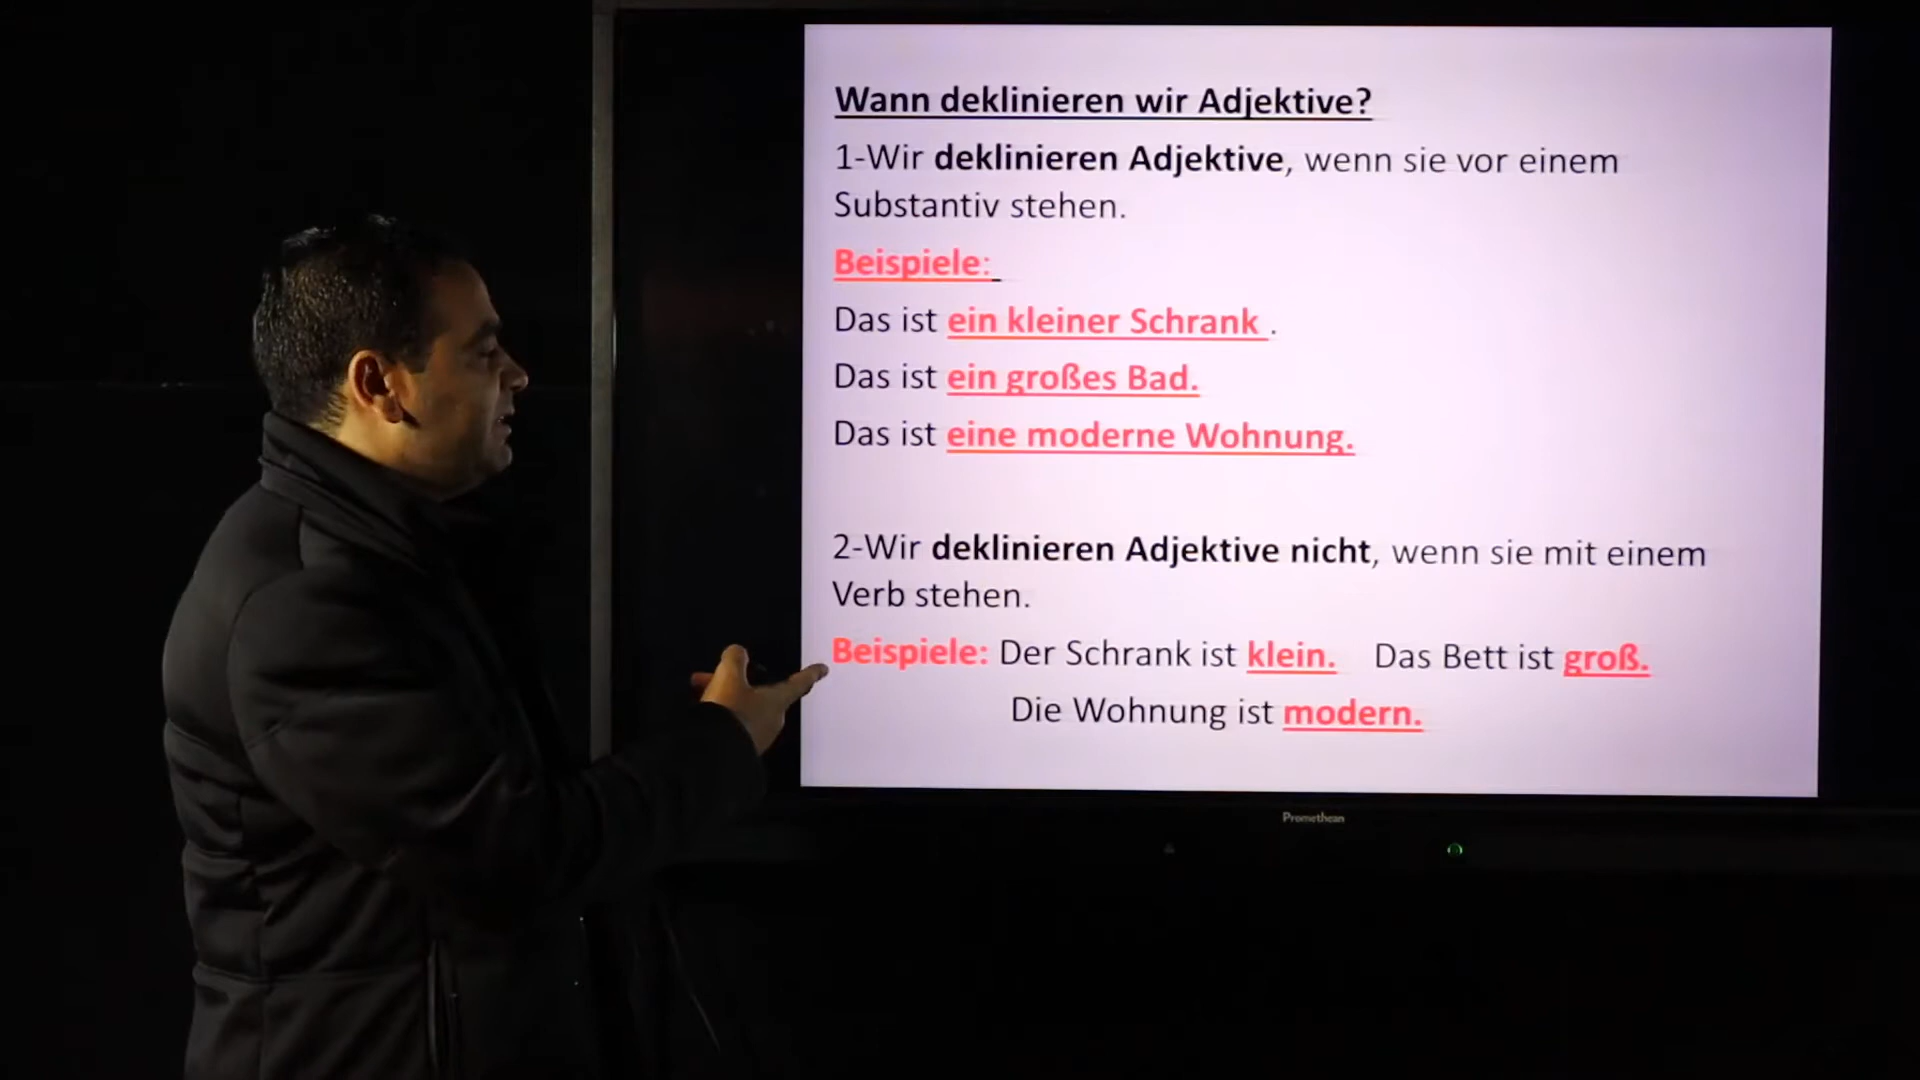 Wann deklinieren wir Adjektive?
1-Wir deklinieren Adjektive, wenn sie vor einem
Substantiv stehen.
Beispiele:
Das ist ein kleiner Schrank .
Das ist ein großes Bad.
Das ist eine moderne Wohnung.
2-Wir deklinieren Adjektive nicht, wenn sie mit einem
Verb stehen.
Beispiele: Der Schrank ist klein. Das Bett ist groß.
Die Wohnung ist modern.
Promethean